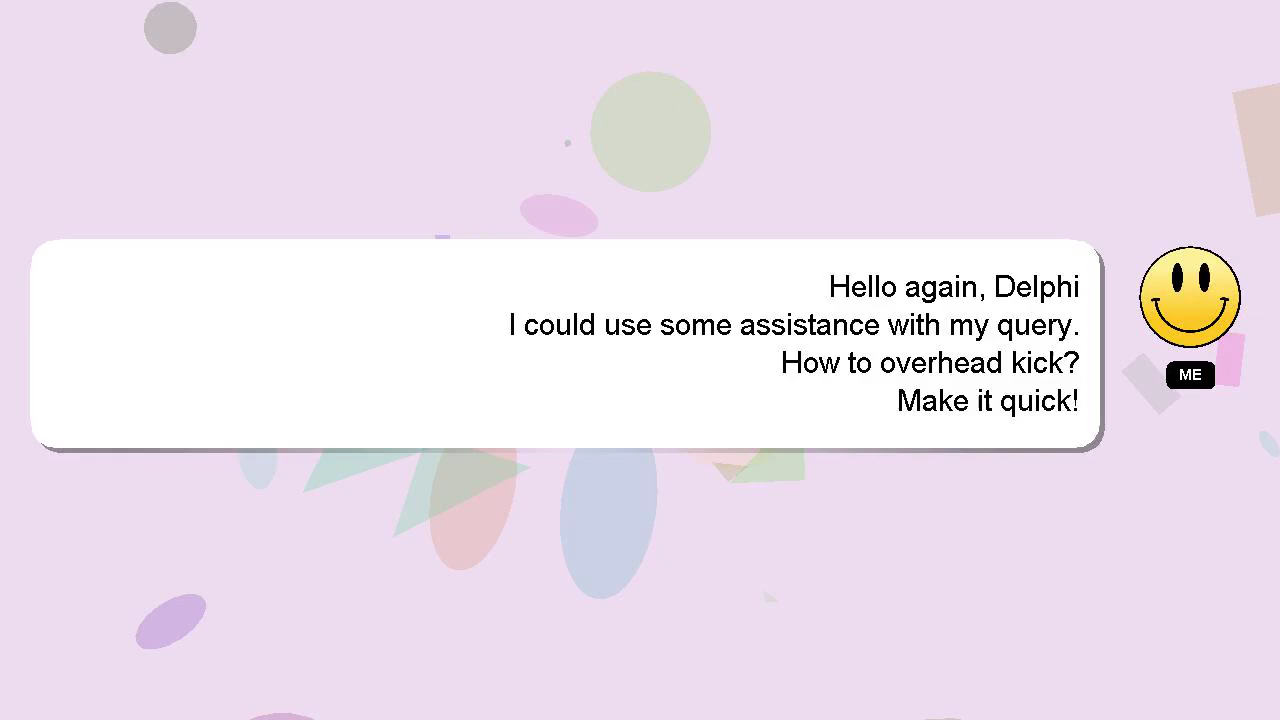 Hello again, Delphi
I could use some assistance with my query.
How to overhead kick?
Make it quick!
ME